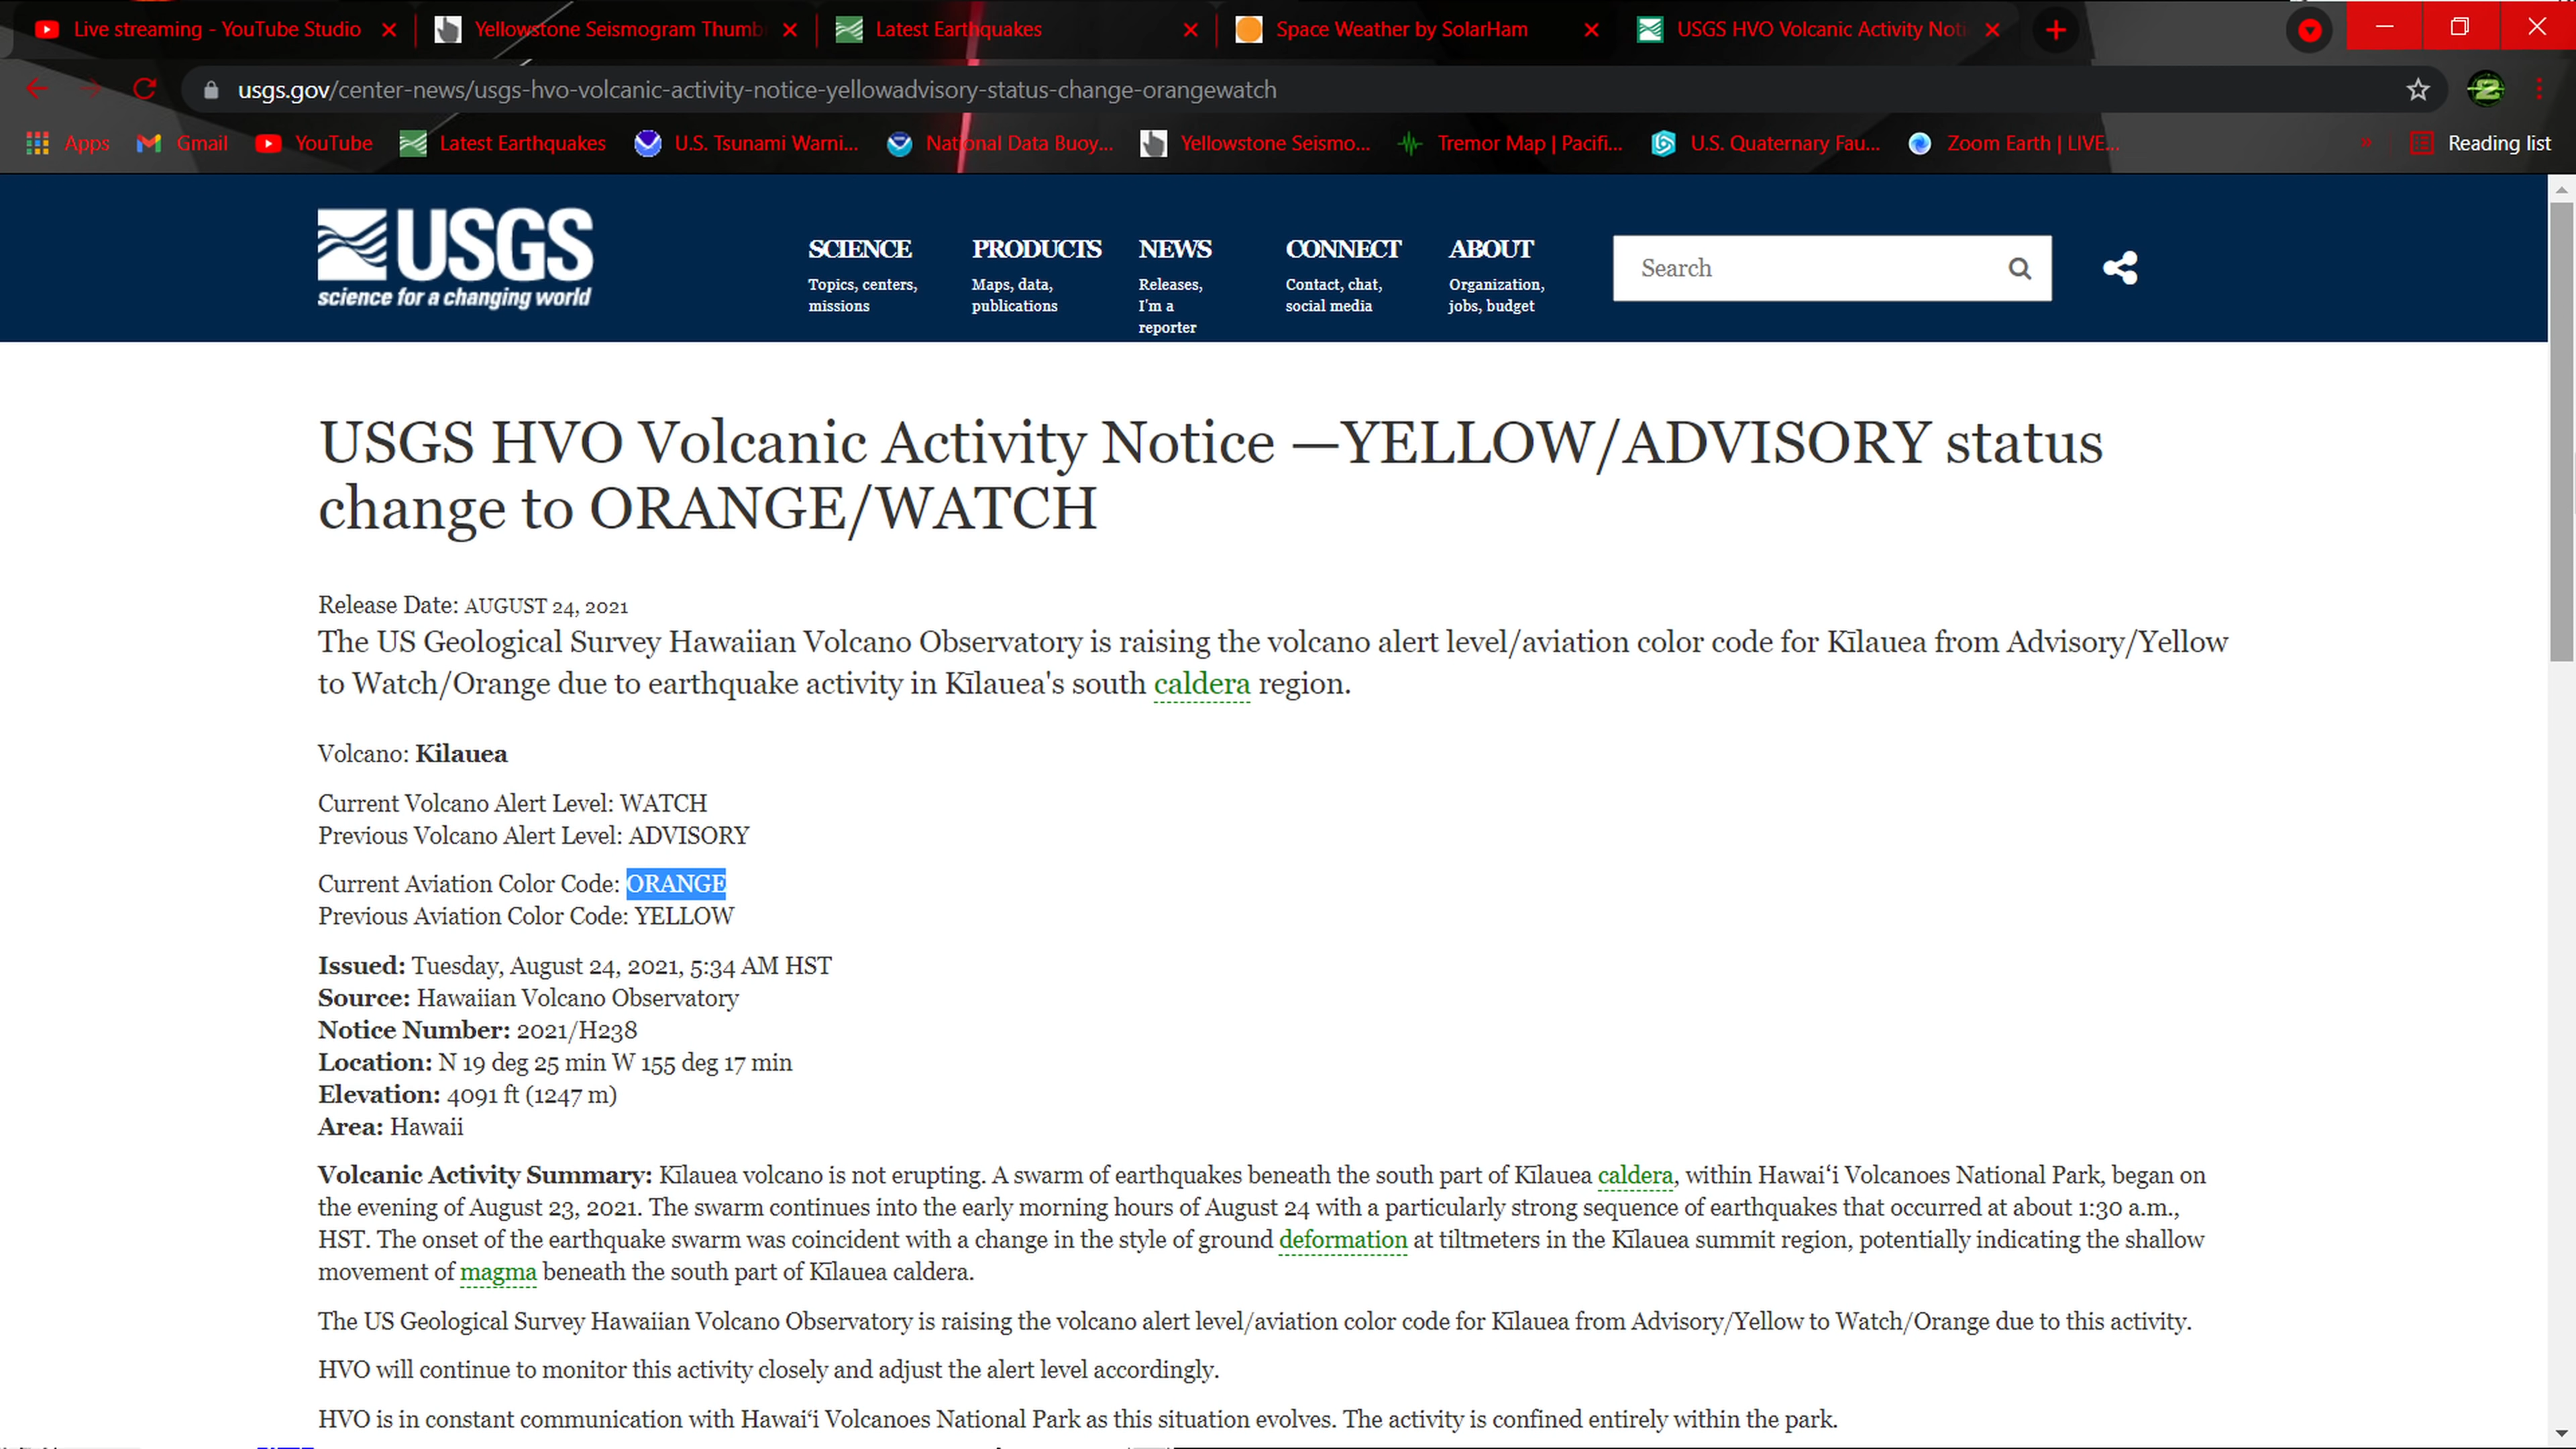 Live streaming - YouTube Studio
Yellowstone Seismogram Thumb
Latest Earthquakes
Space Weather by SolarHam
USGS HVO Volcanic Activity Noti
usgs.gov/center-news/usgs-hvo-volcanic-activity-notice-yellowadvisory-status-change-orangewatch
Apps
Gmail
YouTube
Latest Earthquakes
U.S. Tsunami Warni...
National Data Buoy...
Yellowstone Seismo...
Tremor Map | Pacifi...
U.S. Quaternary Fau...
Zoom Earth | LIVE...
Reading list
USGS
science for a changing world
SCIENCE
Topics, centers,
missions
PRODUCTS
Maps, data,
publications
NEWS
Releases,
I'm a
reporter
CONNECT
Contact, chat,
social media
ABOUT
Organization,
jobs, budget
Search
USGS HVO Volcanic Activity Notice —YELLOW/ADVISORY status
change to ORANGE/WATCH
Release Date: AUGUST 24, 2021
The US Geological Survey Hawaiian Volcano Observatory is raising the volcano alert level/aviation color code for Kīlauea from Advisory/Yellow
to Watch/Orange due to earthquake activity in Kīlauea's south caldera region.
Volcano: Kilauea
Current Volcano Alert Level: WATCH
Previous Volcano Alert Level: ADVISORY
Current Aviation Color Code: ORANGE
Previous Aviation Color Code: YELLOW
Issued: Tuesday, August 24, 2021, 5:34 AM HST
Source: Hawaiian Volcano Observatory
Notice Number: 2021/H238
Location: N 19 deg 25 min W 155 deg 17 min
Elevation: 4091 ft (1247 m)
Area: Hawaii
Volcanic Activity Summary: Kīlauea volcano is not erupting. A swarm of earthquakes beneath the south part of Kīlauea caldera, within Hawaiʻi Volcanoes National Park, began on
the evening of August 23, 2021. The swarm continues into the early morning hours of August 24 with a particularly strong sequence of earthquakes that occurred at about 1:30 a.m.,
HST. The onset of the earthquake swarm was coincident with a change in the style of ground deformation at tiltmeters in the Kīlauea summit region, potentially indicating the shallow
movement of magma beneath the south part of Kīlauea caldera.
The US Geological Survey Hawaiian Volcano Observatory is raising the volcano alert level/aviation color code for Kīlauea from Advisory/Yellow to Watch/Orange due to this activity.
HVO will continue to monitor this activity closely and adjust the alert level accordingly.
HVO is in constant communication with Hawaiʻi Volcanoes National Park as this situation evolves. The activity is confined entirely within the park.